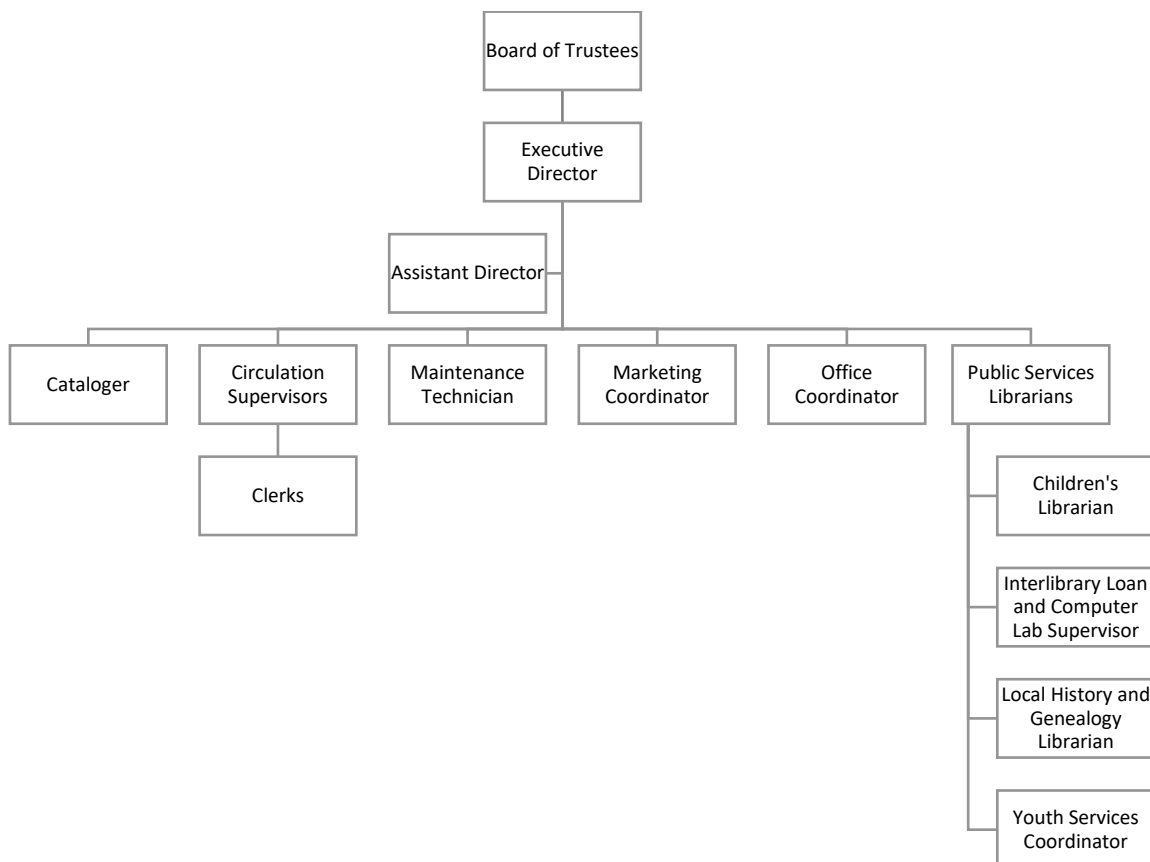 Board of Trustees
Executive
Director
Assistant Director
Cataloger
Circulation
Supervisors
Maintenance
Technician
Marketing
Coordinator
Office
Coordinator
Public Services
Librarians
Clerks
Children's
Librarian
Interlibrary Loan
and Computer
Lab Supervisor
Local History and
Genealogy
Librarian
Youth Services
Coordinator